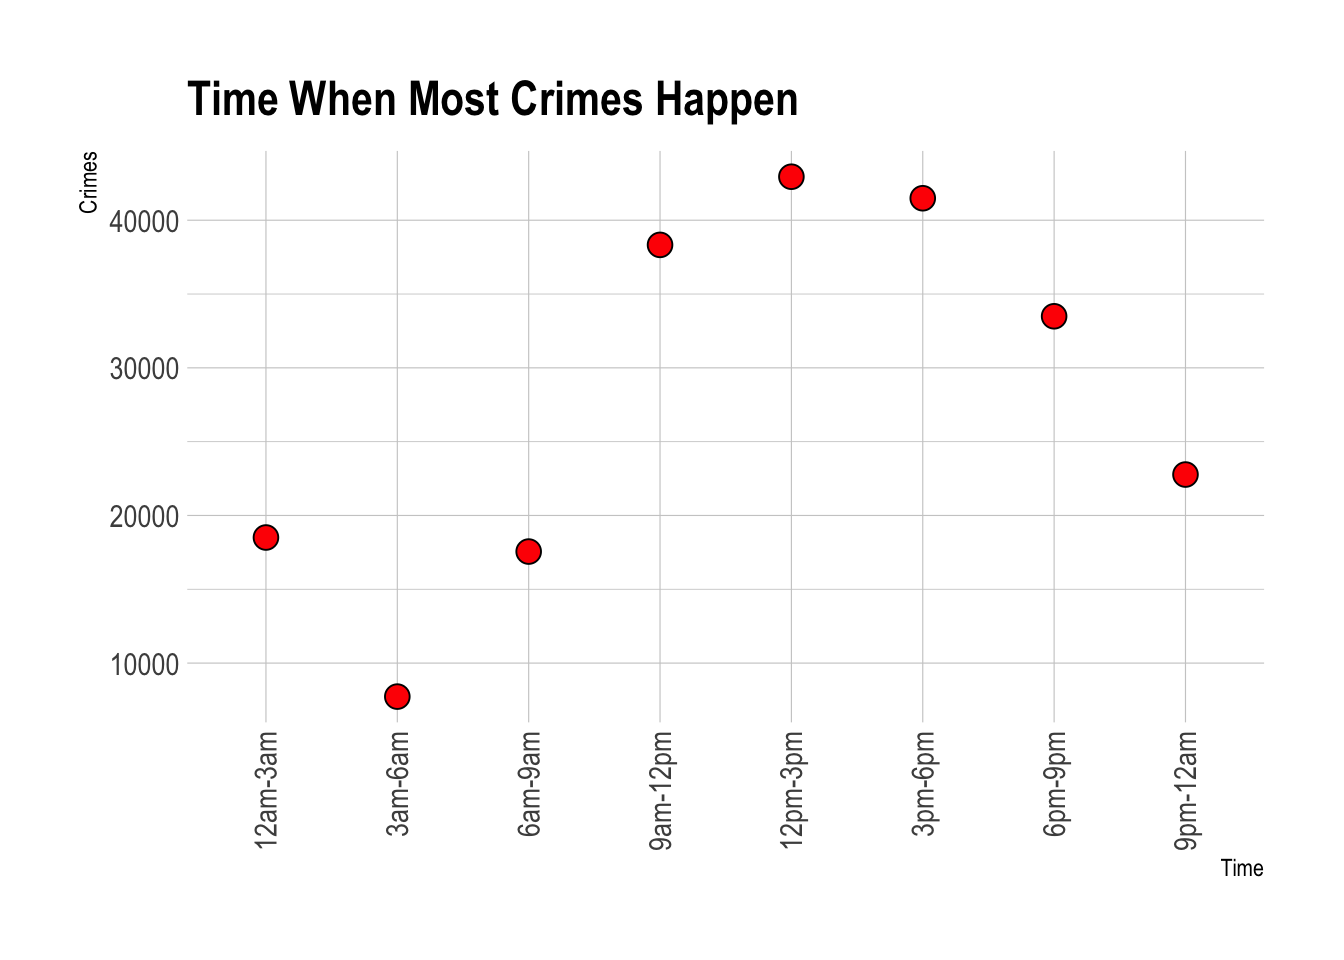 Time When Most Crimes Happen
Crimes
40000
30000
20000
10000
12am-3am
3am-6am
6am-9am
9am-12pm
12pm-3pm
3pm-6pm
6pm-9pm
9pm-12am
Time